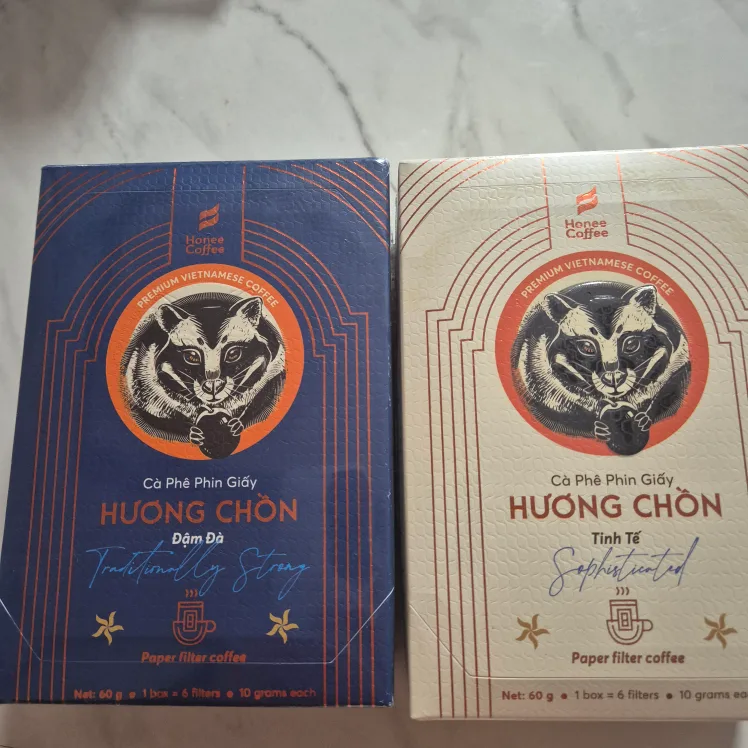 Honee
Coffee
PREMIUM VIETNAMESE COFFEE
Cà Phê Phin Giấy
HƯƠNG CHỒN
Đậm Đà
Traditionally Strong
Paper filter coffee
Net: 60 g • 1 box = 6 filters • 10 grams each
Honee
Coffee
PREMIUM VIETNAMESE COFFEE
Cà Phê Phin Giấy
HƯƠNG CHỒN
Tinh Tế
Sophisticated
Paper filter coffee
Net: 60 g • 1 box = 6 filters • 10 grams eac